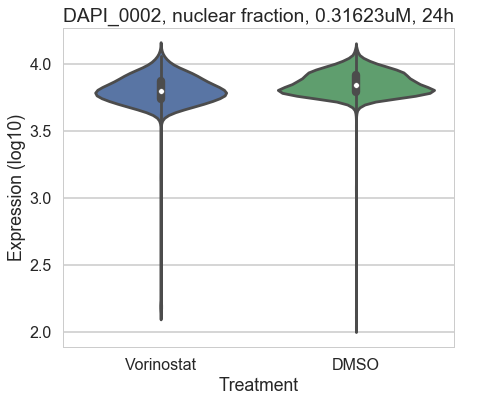 DAPI_0002, nuclear fraction, 0.31623uM, 24h
Expression (log10)
4.0
3.5
3.0
2.5
2.0
Vorinostat DMSO
Treatment